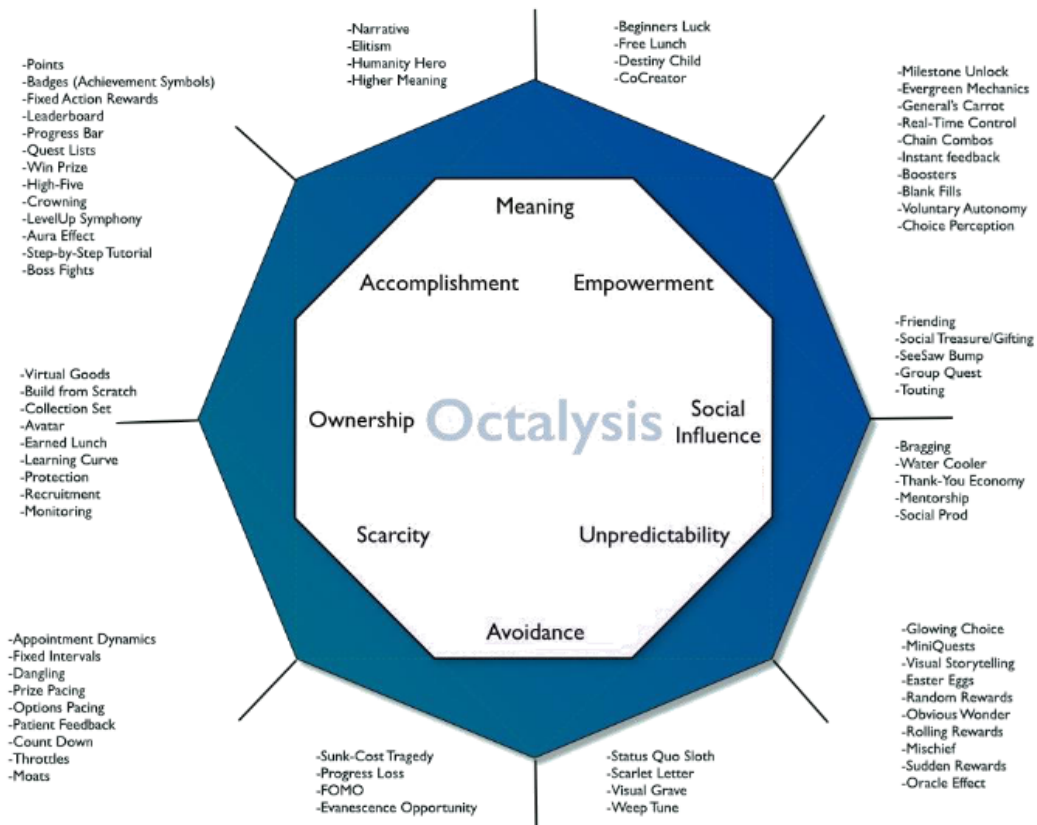 -Narrative
-Elitism
-Humanity Hero
-Higher Meaning
-Beginners Luck
-Free Lunch
-Destiny Child
-CoCreator
-Points
-Badges (Achievement Symbols)
-Fixed Action Rewards
-Leaderboard
-Progress Bar
-Quest Lists
-Win Prize
-High-Five
-Crowning
-LevelUp Symphony
-Aura Effect
-Step-by-Step Tutorial
-Boss Fights
-Milestone Unlock
-Evergreen Mechanics
-General's Carrot
-Real-Time Control
-Chain Combos
-Instant feedback
-Boosters
-Blank Fills
-Voluntary Autonomy
-Choice Perception
Meaning
Accomplishment
Empowerment
Ownership
Octalysis
Social
Influence
Scarcity
Unpredictability
Avoidance
-Virtual Goods
-Build from Scratch
-Collection Set
-Avatar
-Earned Lunch
-Learning Curve
-Protection
-Recruitment
-Monitoring
-Friending
-Social Treasure/Gifting
-SeeSaw Bump
-Group Quest
-Touting
-Bragging
-Water Cooler
-Thank-You Economy
-Mentorship
-Social Prod
-Appointment Dynamics
-Fixed Intervals
-Dangling
-Prize Pacing
-Options Pacing
-Patient Feedback
-Count Down
-Throttles
-Moats
-Sunk-Cost Tragedy
-Progress Loss
-FOMO
-Evanescence Opportunity
-Status Quo Sloth
-Scarlet Letter
-Visual Grave
-Weep Tune
-Glowing Choice
-MiniQuests
-Visual Storytelling
-Easter Eggs
-Random Rewards
-Obvious Wonder
-Rolling Rewards
-Mischief
-Sudden Rewards
-Oracle Effect